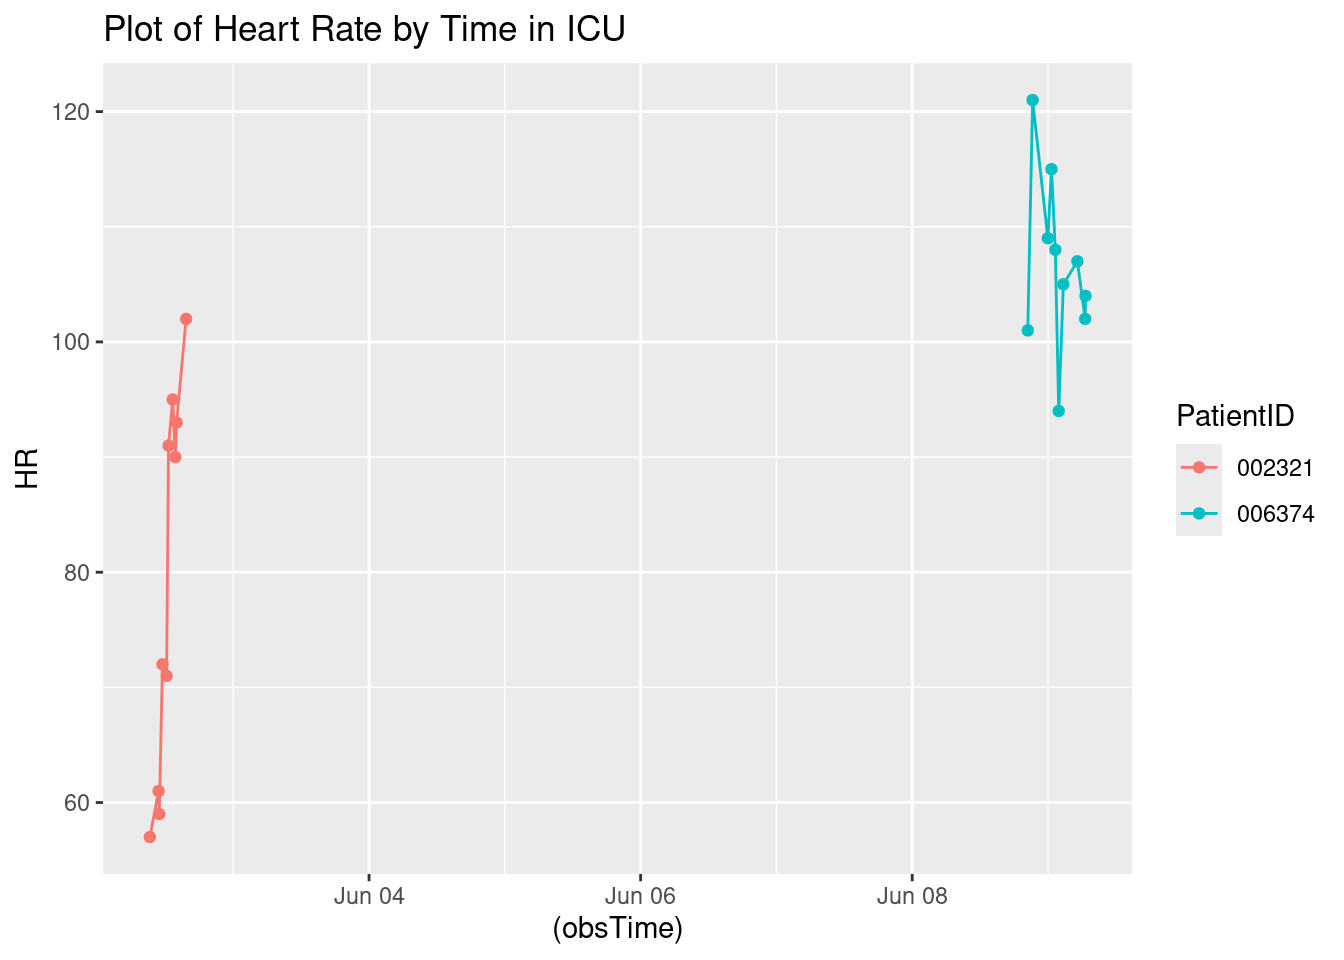 Plot of Heart Rate by Time in ICU
120
100
80
60
HR
Jun 04
Jun 06
Jun 08
(obsTime)
PatientID
002321
006374